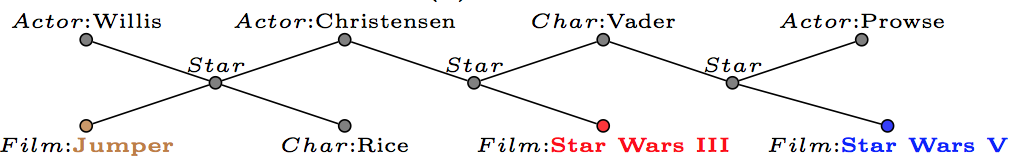 Actor:Willis Actor:Christensen Char:Vader Actor:Prowse
Star Star Star
Film:Jumper Char:Rice Film:Star Wars III Film:Star Wars V